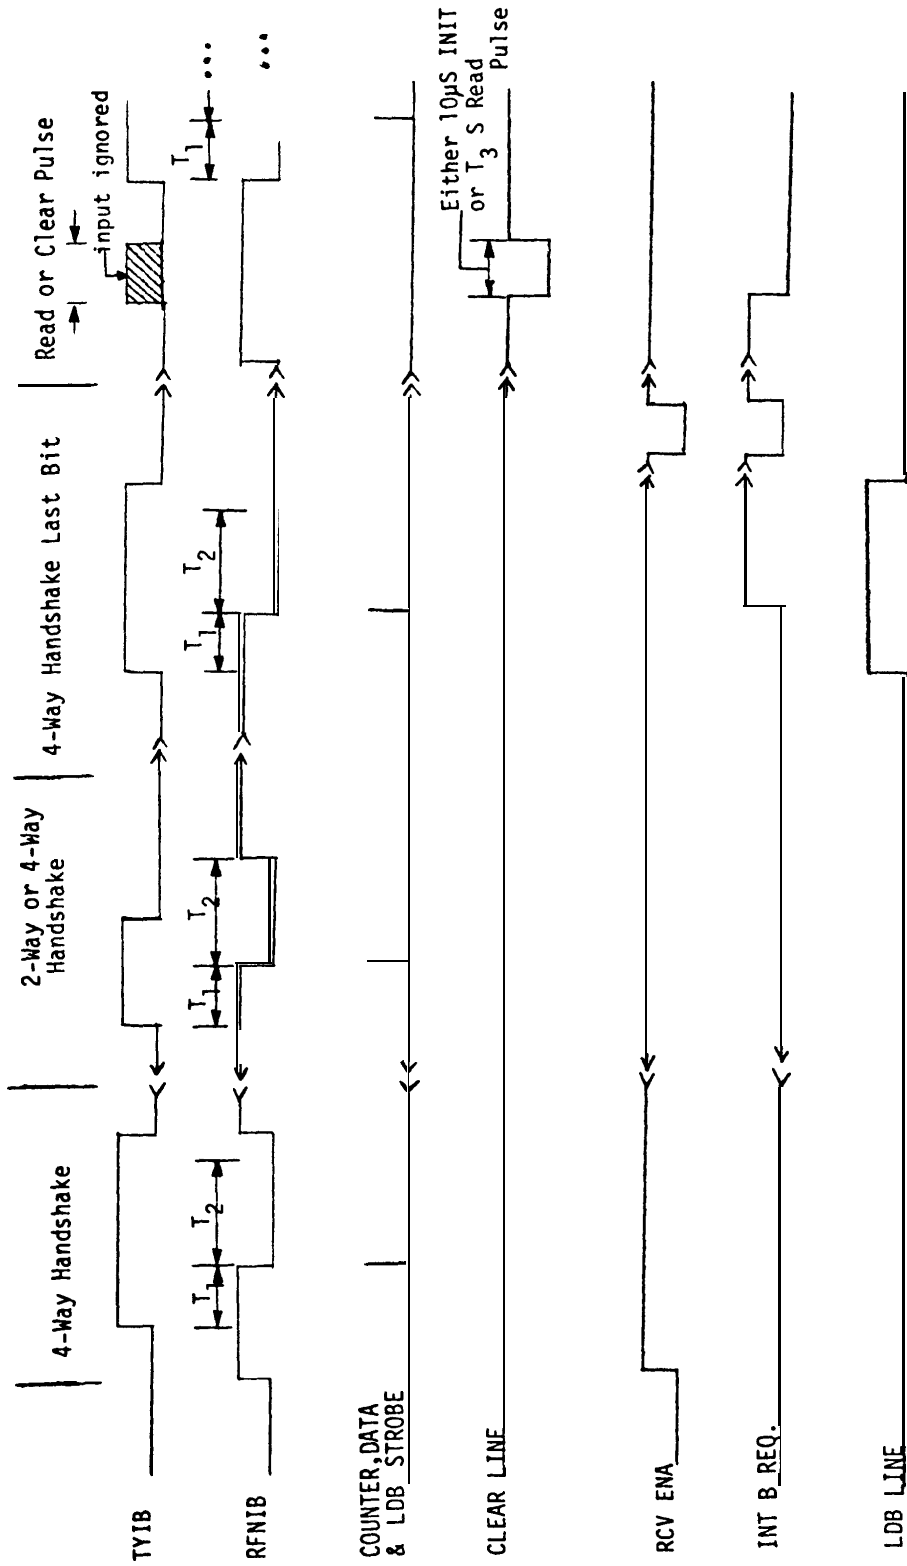 4-Way Handshake
2-Way or 4-Way
Handshake
4-Way Handshake Last Bit
Read or Clear Pulse
input ignored
TYIB
T1
T2
T1
T2
T1
T2
T1
...
RFNIB
...
COUNTER,DATA
& LDB STROBE
CLEAR LINE
Either 10µS INIT
or T3 S Read
Pulse
RCV ENA
INT B REQ.
LDB LINE